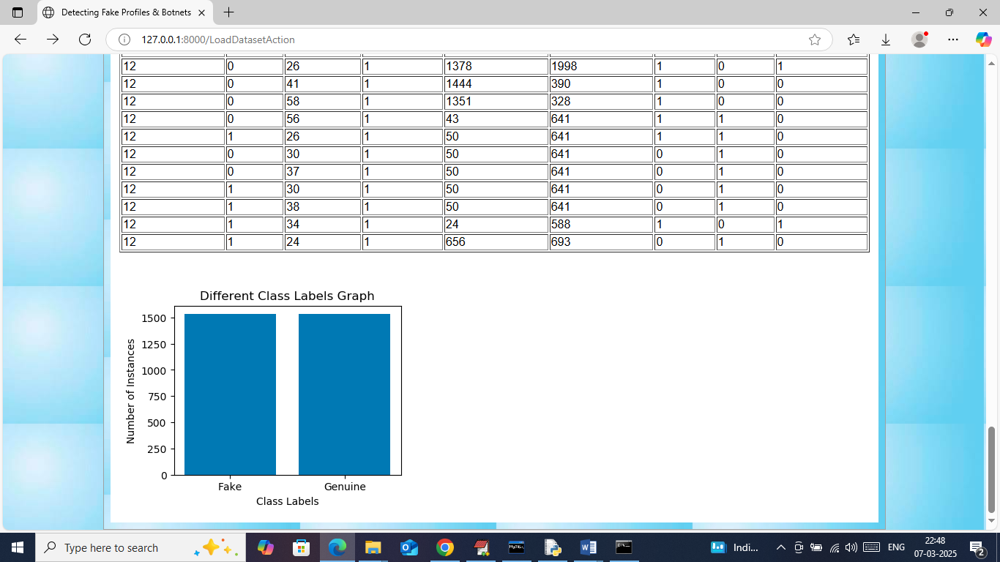 Detecting Fake Profiles & Botnets
127.0.0.1:8000/LoadDatasetAction
12 0 26 1 1378 1998 1 0 1
12 0 41 1 1444 390 1 0 0
12 0 58 1 1351 328 1 0 0
12 0 56 1 43 641 1 1 0
12 1 26 1 50 641 1 1 0
12 0 30 1 50 641 0 1 0
12 0 37 1 50 641 0 1 0
12 1 30 1 50 641 0 1 0
12 1 38 1 50 641 0 1 0
12 1 34 1 24 588 1 0 1
12 1 24 1 656 693 0 1 0
Different Class Labels Graph
Number of Instances
1500
1250
1000
750
500
250
0
Fake Genuine
Class Labels
Type here to search
MySQL
Indi...
ENG
22:48
07-03-2025
2